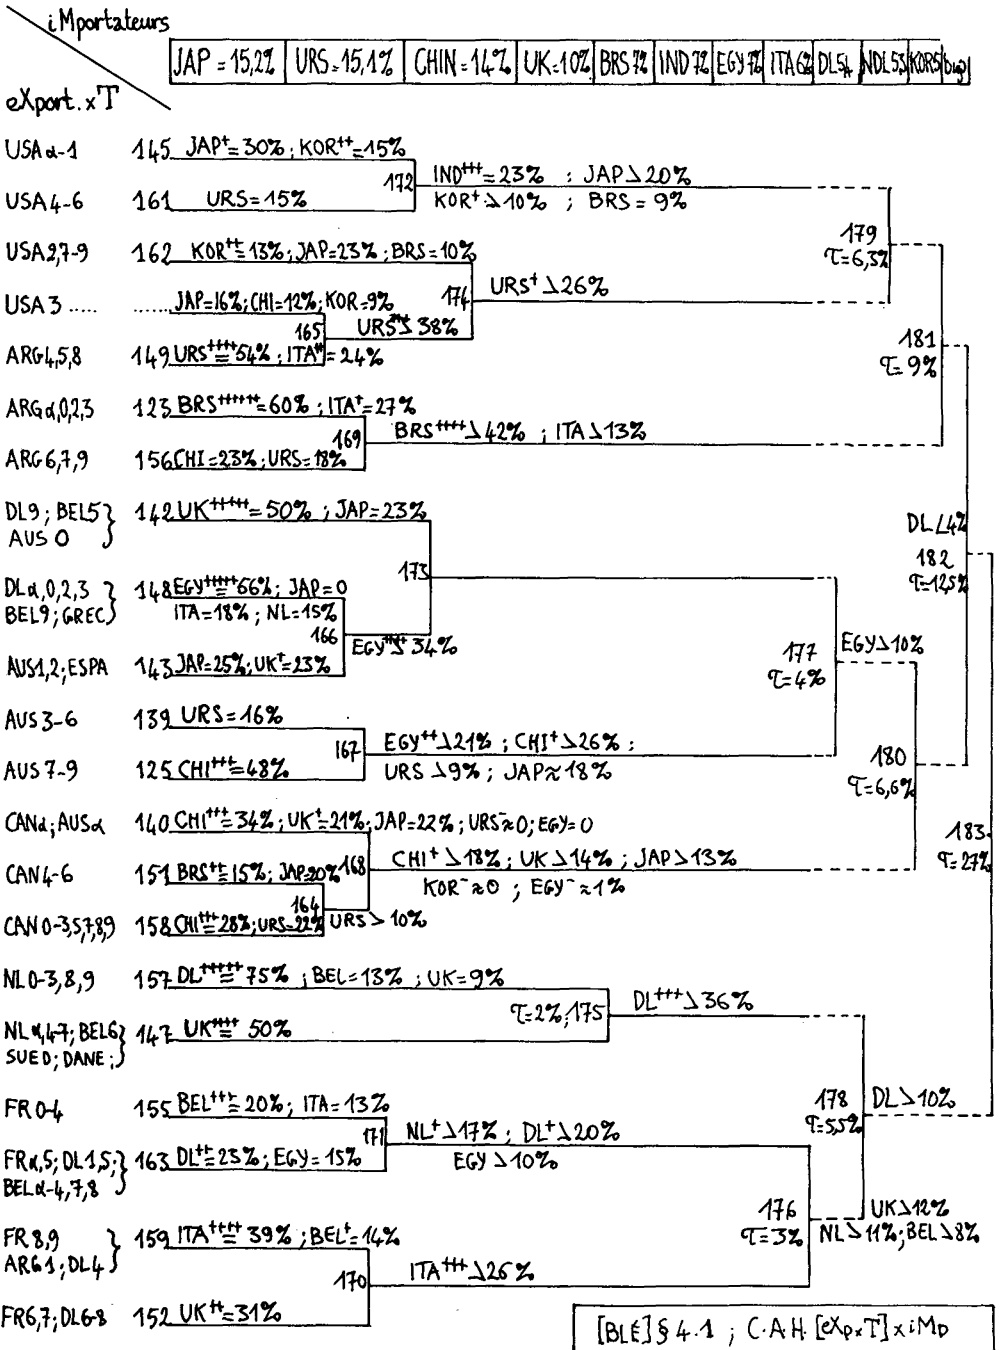 iMportateurs
JAP = 15,2% URS = 15,1% CHIN = 14% UK = 10% BRS 7% IND 7% EGY 7% ITA 6% DL 5,4 NDL 5,3 KOR 5
eXport. x T
USA α-1 145 JAP⁺ = 30% ; KOR⁺⁺ = 15%
172 IND⁺⁺⁺ = 23% : JAP > 20%
USA 4-6 161 URS = 15% KOR⁺ > 10% ; BRS = 9%
179
τ = 6,3%
USA 2,7-9 162 KOR⁺⁺ = 13% ; JAP = 23% ; BRS = 10%
174 URS⁺ > 26%
USA 3 ..... ...... JAP = 16% ; CHI = 12% ; KOR = 9%
165 URS⁺⁺⁺ > 38%
181
τ = 9%
ARG 4,5,8 149 URS⁺⁺⁺⁺ = 54% ; ITA⁺⁺ = 24%
ARG α,0,2,3 123 BRS⁺⁺⁺⁺⁺⁺ = 60% ; ITA⁺ = 27%
169 BRS⁺⁺⁺⁺ > 42% ; ITA > 13%
ARG 6,7,9 156 CHI = 23% ; URS = 18%
DL9 ; BEL5 } 142 UK⁺⁺⁺⁺⁺ = 50% ; JAP = 23%
AUS 0
DL < 4%
182
τ = 12,5%
173
DL α,0,2,3 } 148 EGY⁺⁺⁺⁺⁺ = 66% ; JAP = 0
BEL9 ; GREC ITA = 18% ; NL = 15%
166 EGY⁺⁺⁺ > 34%
AUS1,2 ; ESPA 143 JAP = 25% ; UK⁺ = 23%
177 EGY > 10%
τ = 4%
AUS 3-6 139 URS = 16%
167 EGY⁺⁺ > 21% ; CHI⁺ > 26% ;
AUS 7-9 125 CHI⁺⁺⁺ = 48% URS > 9% ; JAP ≈ 18%
180
τ = 6,6%
CANα ; AUSα 140 CHI⁺⁺⁺ = 34% ; UK⁺ = 21% ; JAP = 22% ; URS⁻ ≈ 0 ; EGY = 0
183
τ = 27%
CAN 4-6 151 BRS⁺⁺ = 15% ; JAP = 20% 168 CHI⁺ > 18% ; UK > 14% ; JAP > 13%
KOR⁻ ≈ 0 ; EGY⁻ ≈ 1%
164 URS > 10%
CAN 0-3,5,7,8,9 158 CHI⁺⁺⁺ = 28% ; URS = 22%
NL 0-3,8,9 157 DL⁺⁺⁺⁺⁺ = 75% ; BEL = 13% ; UK = 9%
τ = 2% ; 175 DL⁺⁺⁺ > 36%
NL α,4-7 ; BEL6 } 147 UK⁺⁺⁺⁺ = 50%
SUED ; DANE ;
178 DL > 10%
τ = 5,5%
FR 0-4 155 BEL⁺⁺⁺ = 20% ; ITA = 13%
171 NL⁺ > 17% ; DL⁺ > 20%
EGY > 10%
FR α,5 ; DL 1,5 ; } 163 DL⁺⁺ = 23% ; EGY = 15%
BEL α-4,7,8
176 UK > 12%
τ = 3% NL > 11% ; BEL > 8%
FR 8,9 } 159 ITA⁺⁺⁺⁺ = 39% ; BEL⁺ = 14%
ARG 1 ; DL4
170 ITA⁺⁺⁺ > 26%
FR 6,7 ; DL 6-8 152 UK⁺⁺ = 31%
[BLÉ] § 4.1 ; C.A.H. [eXp × T] × iMp